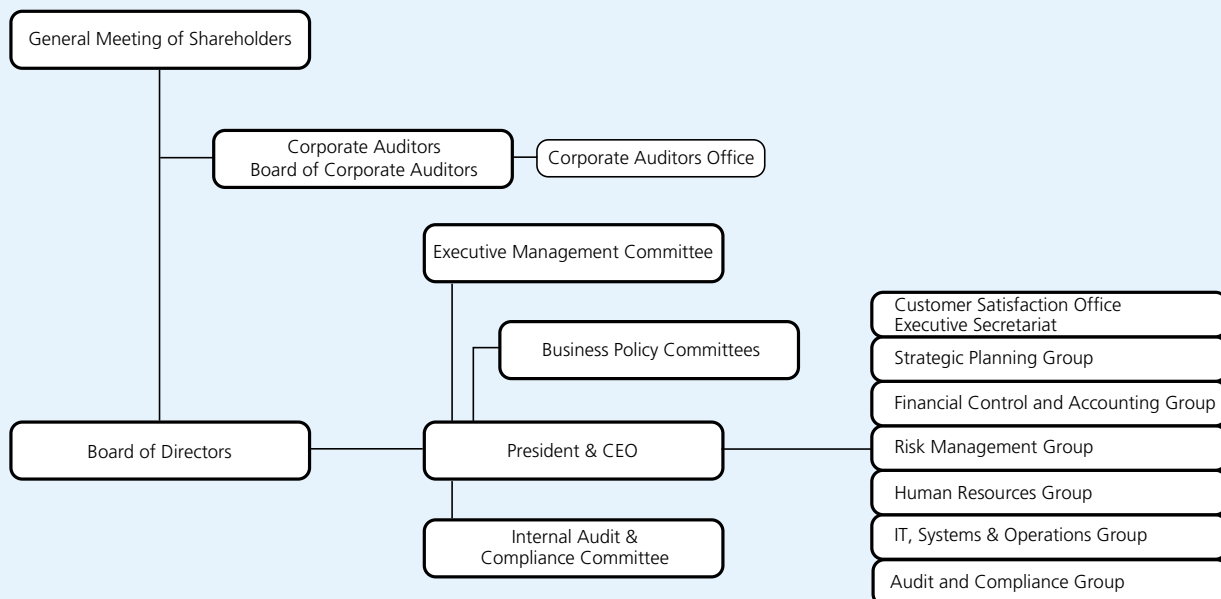 General Meeting of Shareholders
Corporate Auditors
Board of Corporate Auditors
Corporate Auditors Office
Executive Management Committee
Business Policy Committees
Board of Directors
President & CEO
Internal Audit &
Compliance Committee
Customer Satisfaction Office
Executive Secretariat
Strategic Planning Group
Financial Control and Accounting Group
Risk Management Group
Human Resources Group
IT, Systems & Operations Group
Audit and Compliance Group